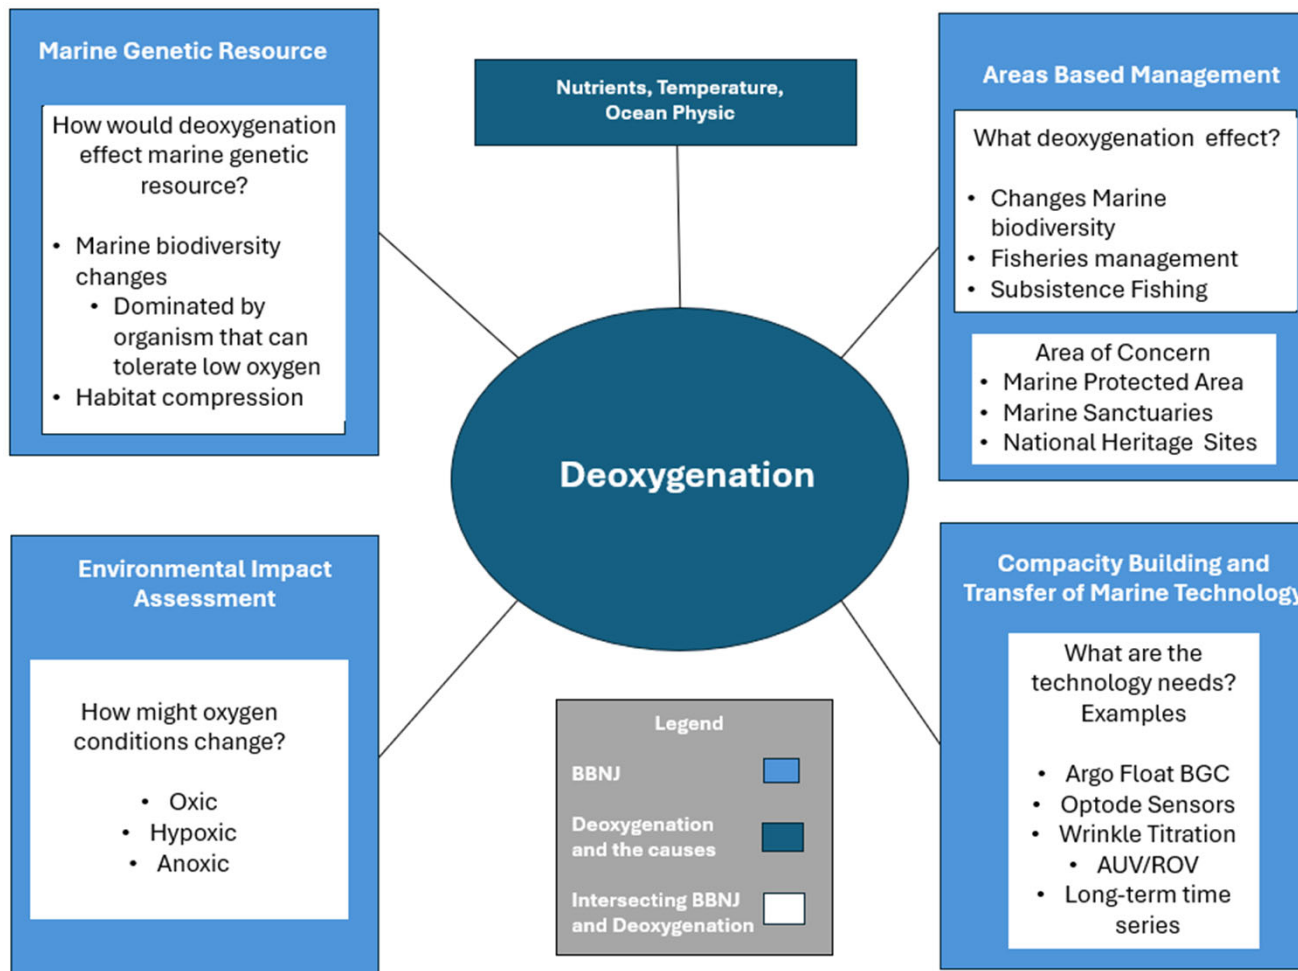 Marine Genetic Resource
How would deoxygenation
effect marine genetic
resource?
• Marine biodiversity
changes
• Dominated by
organism that can
tolerate low oxygen
• Habitat compression
Nutrients, Temperature,
Ocean Physic
Areas Based Management
What deoxygenation effect?
• Changes Marine
biodiversity
• Fisheries management
• Subsistence Fishing
Area of Concern
• Marine Protected Area
• Marine Sanctuaries
• National Heritage Sites
Deoxygenation
Environmental Impact
Assessment
How might oxygen
conditions change?
• Oxic
• Hypoxic
• Anoxic
Legend
BBNJ
Deoxygenation
and the causes
Intersecting BBNJ
and Deoxygenation
Compacity Building and
Transfer of Marine Technology
What are the
technology needs?
Examples
• Argo Float BGC
• Optode Sensors
• Wrinkle Titration
• AUV/ROV
• Long-term time
series